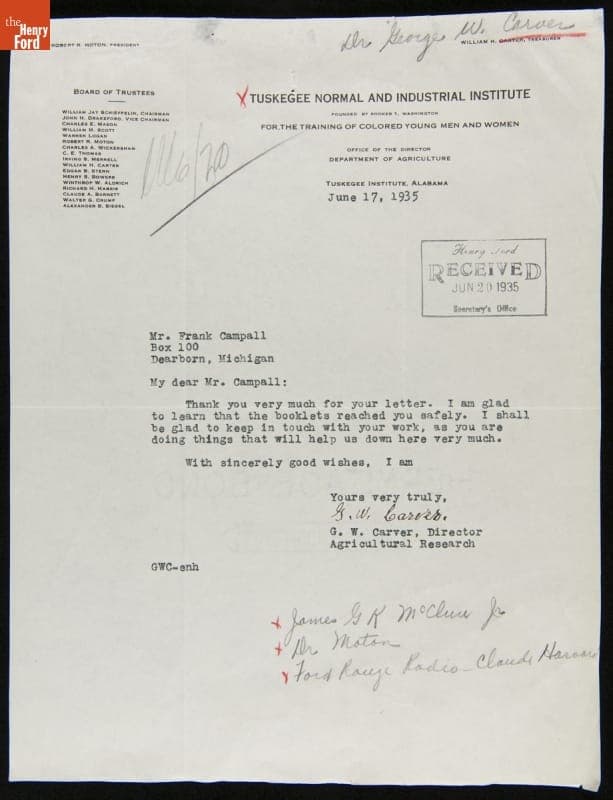 the
Henry
Ford
Dr George W. Carver
ROBERT R. MOTON, PRESIDENT
WILLIAM H. CARTER, TREASURER
BOARD OF TRUSTEES
WILLIAM JAY SCHIEFFELIN, CHAIRMAN
JOHN H. DRAKEFORD, VICE CHAIRMAN
CHARLES E. MASON
WILLIAM M. SCOTT
WARREN LOGAN
ROBERT R. MOTON
CHARLES A. WICKERSHAM
C. E. THOMAS
IRVING S. MERRELL
WILLIAM H. CARTER
EDGAR B. STERN
HENRY S. BOWERS
WINTHROP W. ALDRICH
RICHARD H. HARRIS
CLAUDE A. BARNETT
WALTER G. CRUMP
ALEXANDER B. SIEGEL
X TUSKEGEE NORMAL AND INDUSTRIAL INSTITUTE
FOUNDED BY BOOKER T. WASHINGTON
FOR THE TRAINING OF COLORED YOUNG MEN AND WOMEN
OFFICE OF THE DIRECTOR
DEPARTMENT OF AGRICULTURE
TUSKEGEE INSTITUTE, ALABAMA
June 17, 1935
6/20
Henry Ford
RECEIVED
JUN 20 1935
Secretary's Office
Mr. Frank Campall
Box 100
Dearborn, Michigan
My dear Mr. Campall:
Thank you very much for your letter. I am glad
to learn that the booklets reached you safely. I shall
be glad to keep in touch with your work, as you are
doing things that will help us down here very much.
With sincerely good wishes, I am
Yours very truly,
G. W. Carver.
G. W. Carver, Director
Agricultural Research
GWC-enh
x James G K McClure Jr
x Dr Moton
x Ford Rouge Radio - Claude Harvard